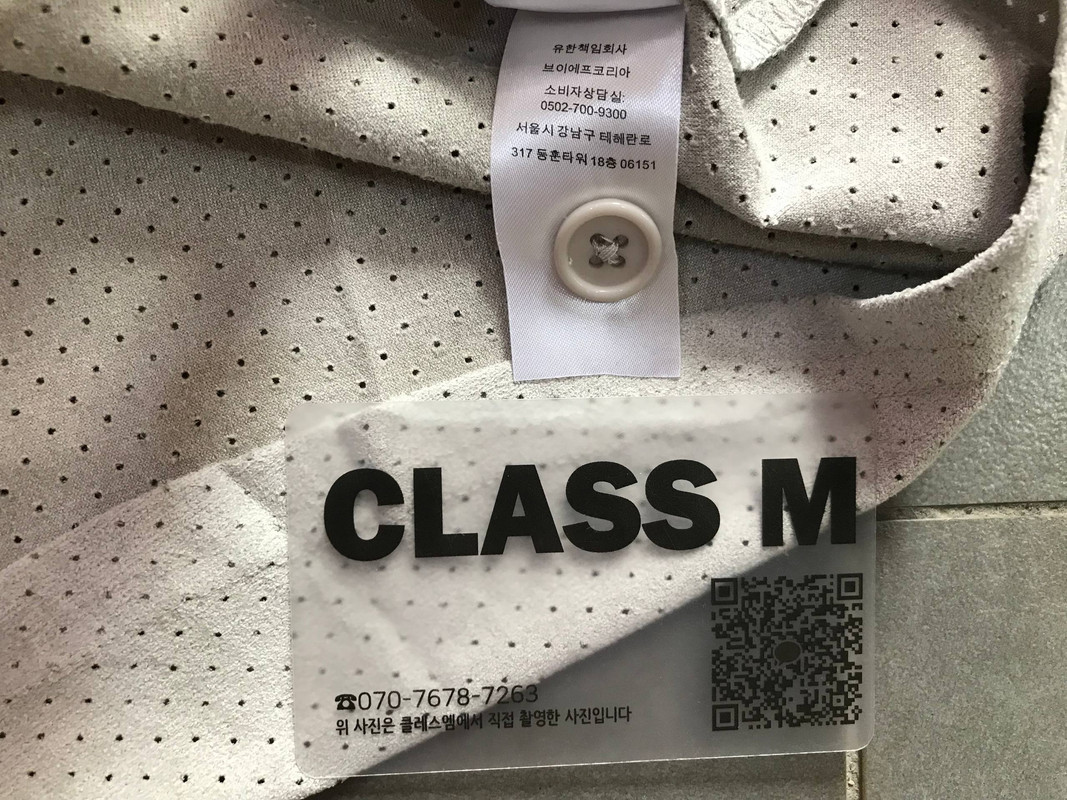 유한책임회사
브이에프코리아
소비자상담실:
0502-700-9300
서울시 강남구 테헤란로
317 동훈타워 18층 06151
CLASS M
☎070-7678-7263
위 사진은 클레스엠에서 직접 촬영한 사진입니다